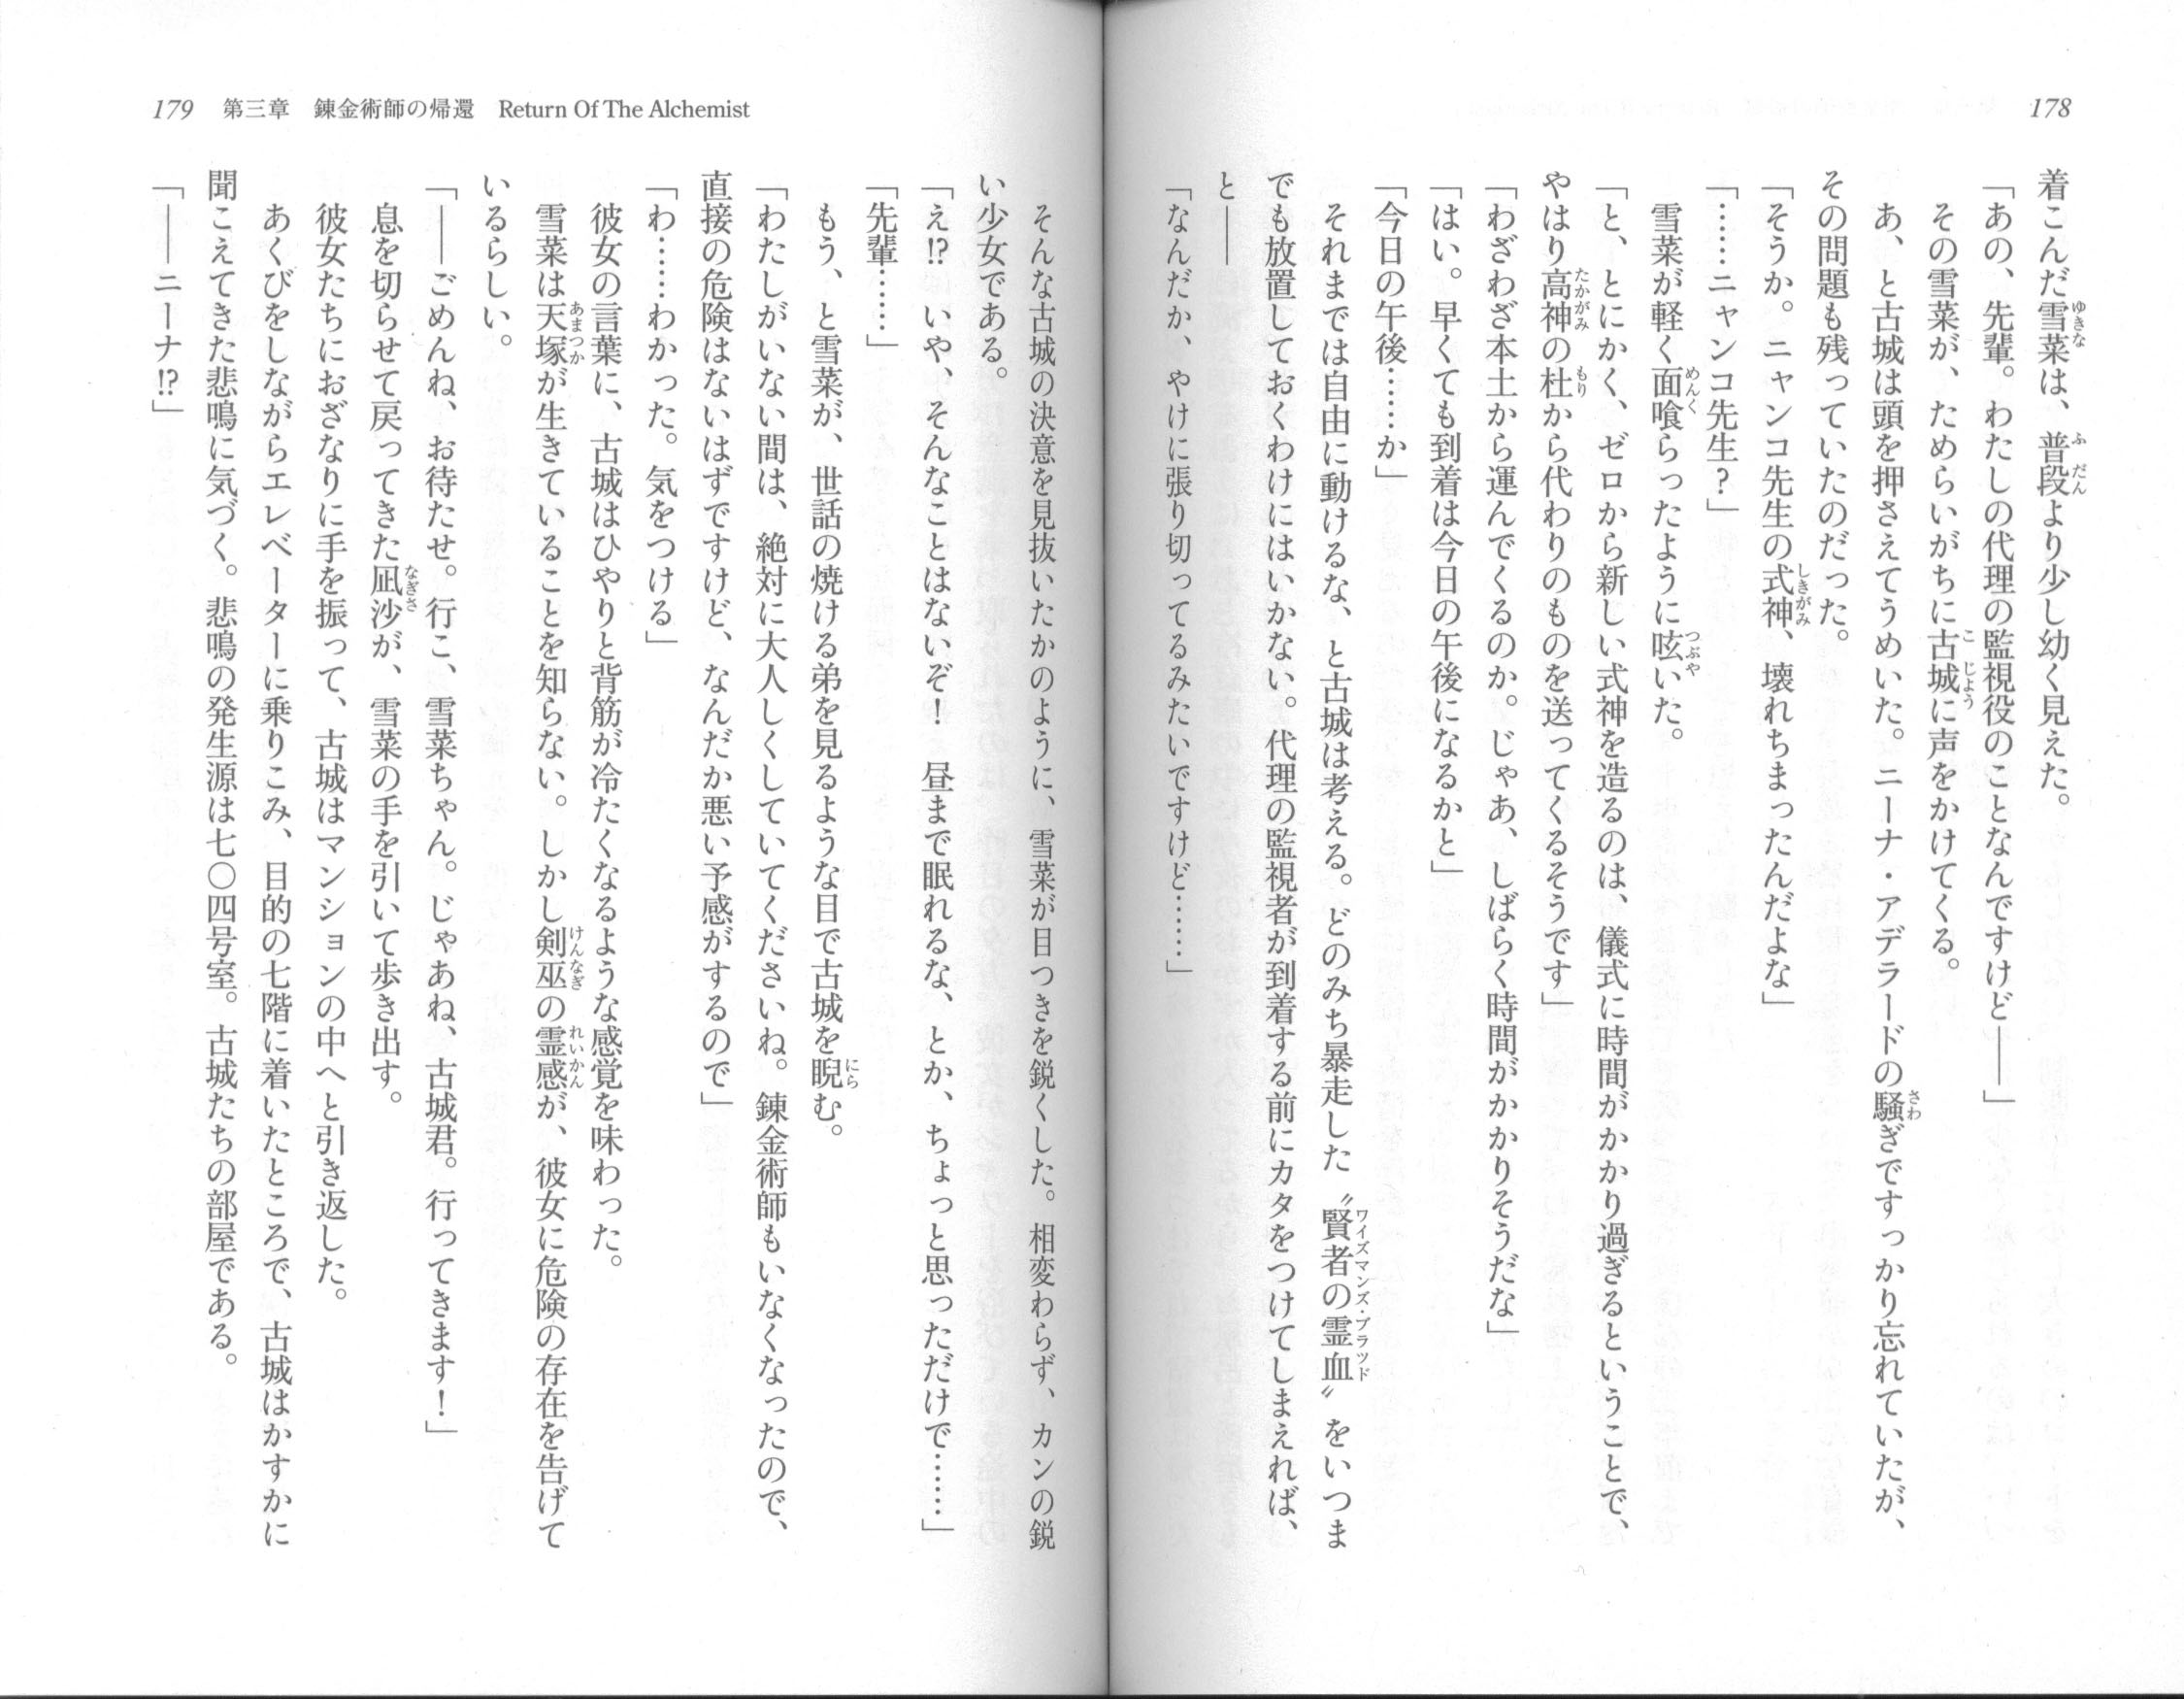 178
着こんだ雪菜は、普段より少し幼く見えた。
「あの、先輩。わたしの代理の監視役のことなんですけど――」
その雪菜が、ためらいがちに古城に声をかけてくる。
あ、と古城は頭を押さえてうめいた。ニーナ・アデラードの騒ぎですっかり忘れていたが、
その問題も残っていたのだった。
「そうか。ニャンコ先生の式神、壊れちまったんだよな」
「……ニャンコ先生？」
雪菜が軽く面喰らったように呟いた。
「と、とにかく、ゼロから新しい式神を造るのは、儀式に時間がかかり過ぎるということで、
やはり高神の杜から代わりのものを送ってくるそうです」
「わざわざ本土から運んでくるのか。じゃあ、しばらく時間がかかりそうだな」
「はい。早くても到着は今日の午後になるかと」
「今日の午後……か」
それまでは自由に動けるな、と古城は考える。どのみち暴走した〝賢者の霊血〟をいつま
でも放置しておくわけにはいかない。代理の監視者が到着する前にカタをつけてしまえれば、
と――
「なんだか、やけに張り切ってるみたいですけど……」
179 第三章 錬金術師の帰還 Return Of The Alchemist
そんな古城の決意を見抜いたかのように、雪菜が目つきを鋭くした。相変わらず、カンの鋭
い少女である。
「え!? いや、そんなことはないぞ！ 昼まで眠れるな、とか、ちょっと思っただけで……」
「先輩……」
もう、と雪菜が、世話の焼ける弟を見るような目で古城を睨む。
「わたしがいない間は、絶対に大人しくしていてくださいね。錬金術師もいなくなったので、
直接の危険はないはずですけど、なんだか悪い予感がするので」
「わ……わかった。気をつける」
彼女の言葉に、古城はひやりと背筋が冷たくなるような感覚を味わった。
雪菜は天塚が生きていることを知らない。しかし剣巫の霊感が、彼女に危険の存在を告げて
いるらしい。
「――ごめんね、お待たせ。行こ、雪菜ちゃん。じゃあね、古城君。行ってきます！」
息を切らせて戻ってきた凪沙が、雪菜の手を引いて歩き出す。
彼女たちにおざなりに手を振って、古城はマンションの中へと引き返した。
あくびをしながらエレベーターに乗りこみ、目的の七階に着いたところで、古城はかすかに
聞こえてきた悲鳴に気づく。悲鳴の発生源は七〇四号室。古城たちの部屋である。
「――ニーナ!?」